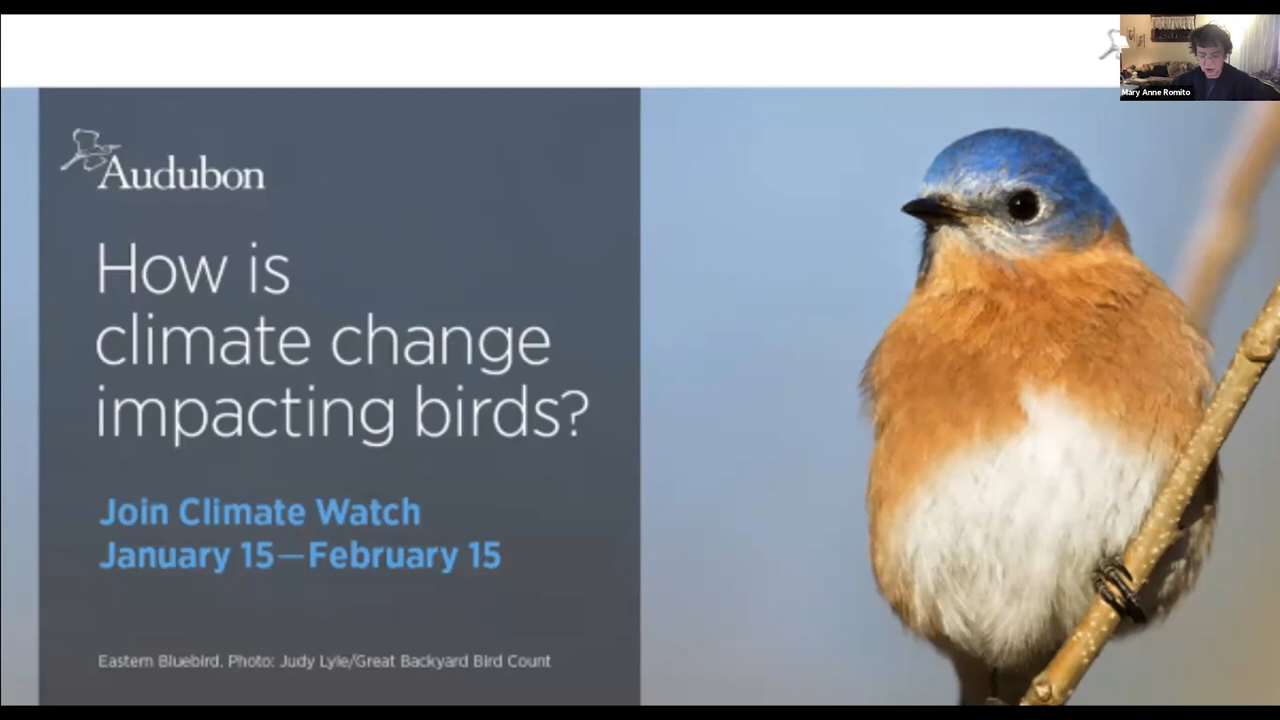 Mary Anne Romito
Audubon
How is
climate change
impacting birds?
Join Climate Watch
January 15—February 15
Eastern Bluebird. Photo: Judy Lyle/Great Backyard Bird Count